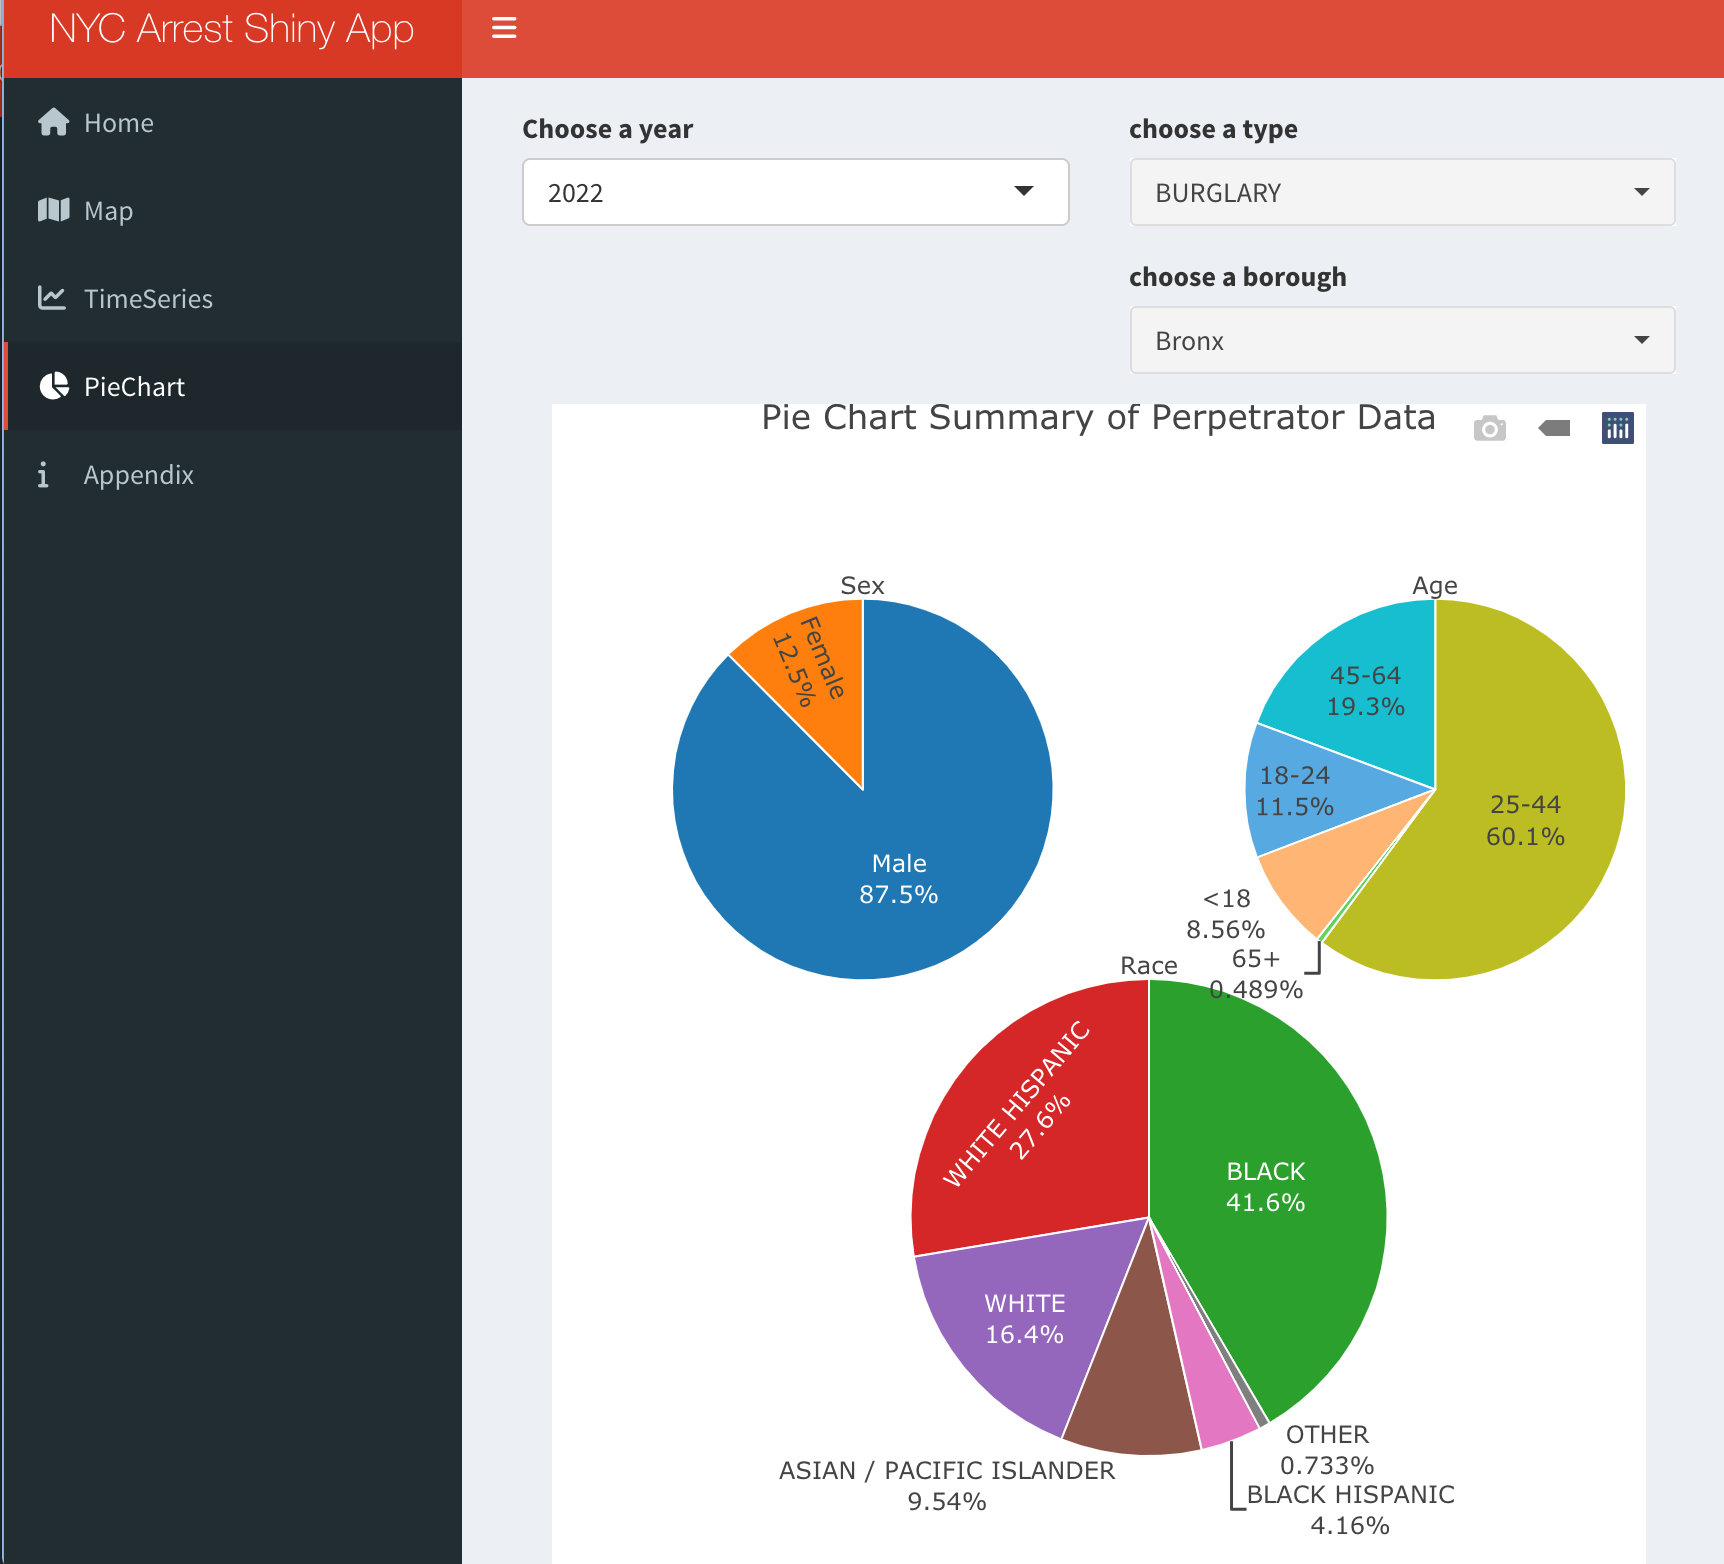 NYC Arrest Shiny App
Home
Map
TimeSeries
PieChart
Appendix
Choose a year
2022
choose a type
BURGLARY
choose a borough
Bronx
Pie Chart Summary of Perpetrator Data
Sex
Female
12.5%
Male
87.5%
Age
45-64
19.3%
18-24
11.5%
25-44
60.1%
<18
8.56%
65+
0.489%
Race
WHITE HISPANIC
27.6%
BLACK
41.6%
WHITE
16.4%
ASIAN / PACIFIC ISLANDER
9.54%
OTHER
0.733%
BLACK HISPANIC
4.16%